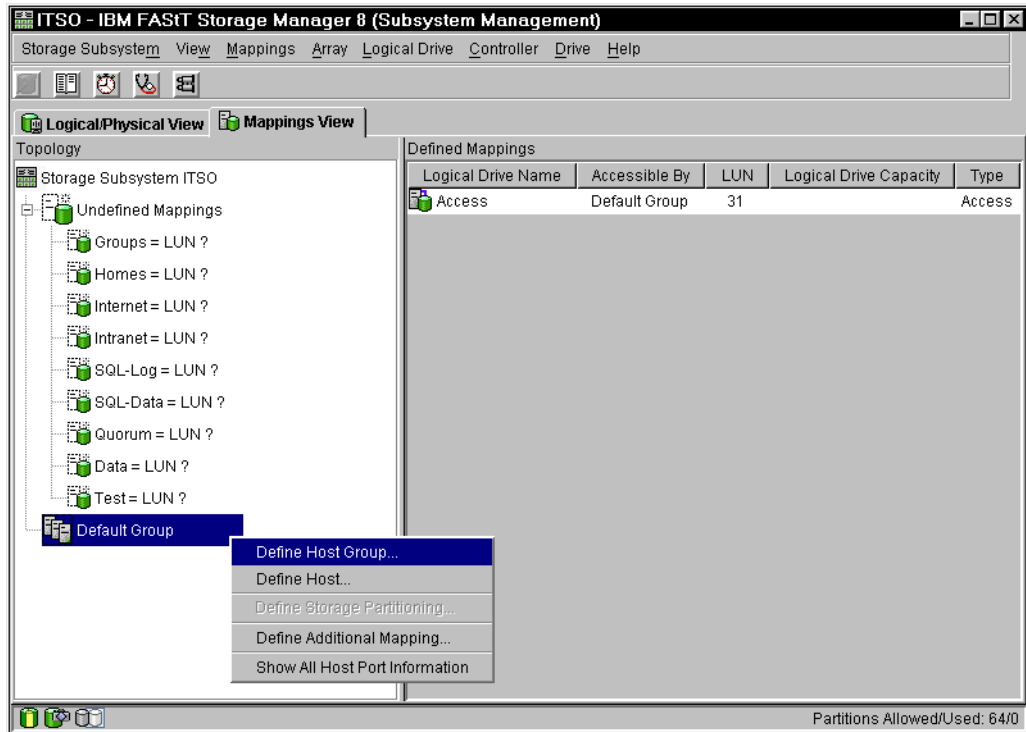 ITSO - IBM FAStT Storage Manager 8 (Subsystem Management)
Storage Subsystem View Mappings Array Logical Drive Controller Drive Help
Logical/Physical View Mappings View
Topology
Storage Subsystem ITSO
Undefined Mappings
Groups = LUN ?
Homes = LUN ?
Internet = LUN ?
Intranet = LUN ?
SQL-Log = LUN ?
SQL-Data = LUN ?
Quorum = LUN ?
Data = LUN ?
Test = LUN ?
Default Group
Defined Mappings
Logical Drive Name Accessible By LUN Logical Drive Capacity Type
Access Default Group 31 Access
Define Host Group...
Define Host...
Define Storage Partitioning...
Define Additional Mapping...
Show All Host Port Information
Partitions Allowed/Used: 64/0